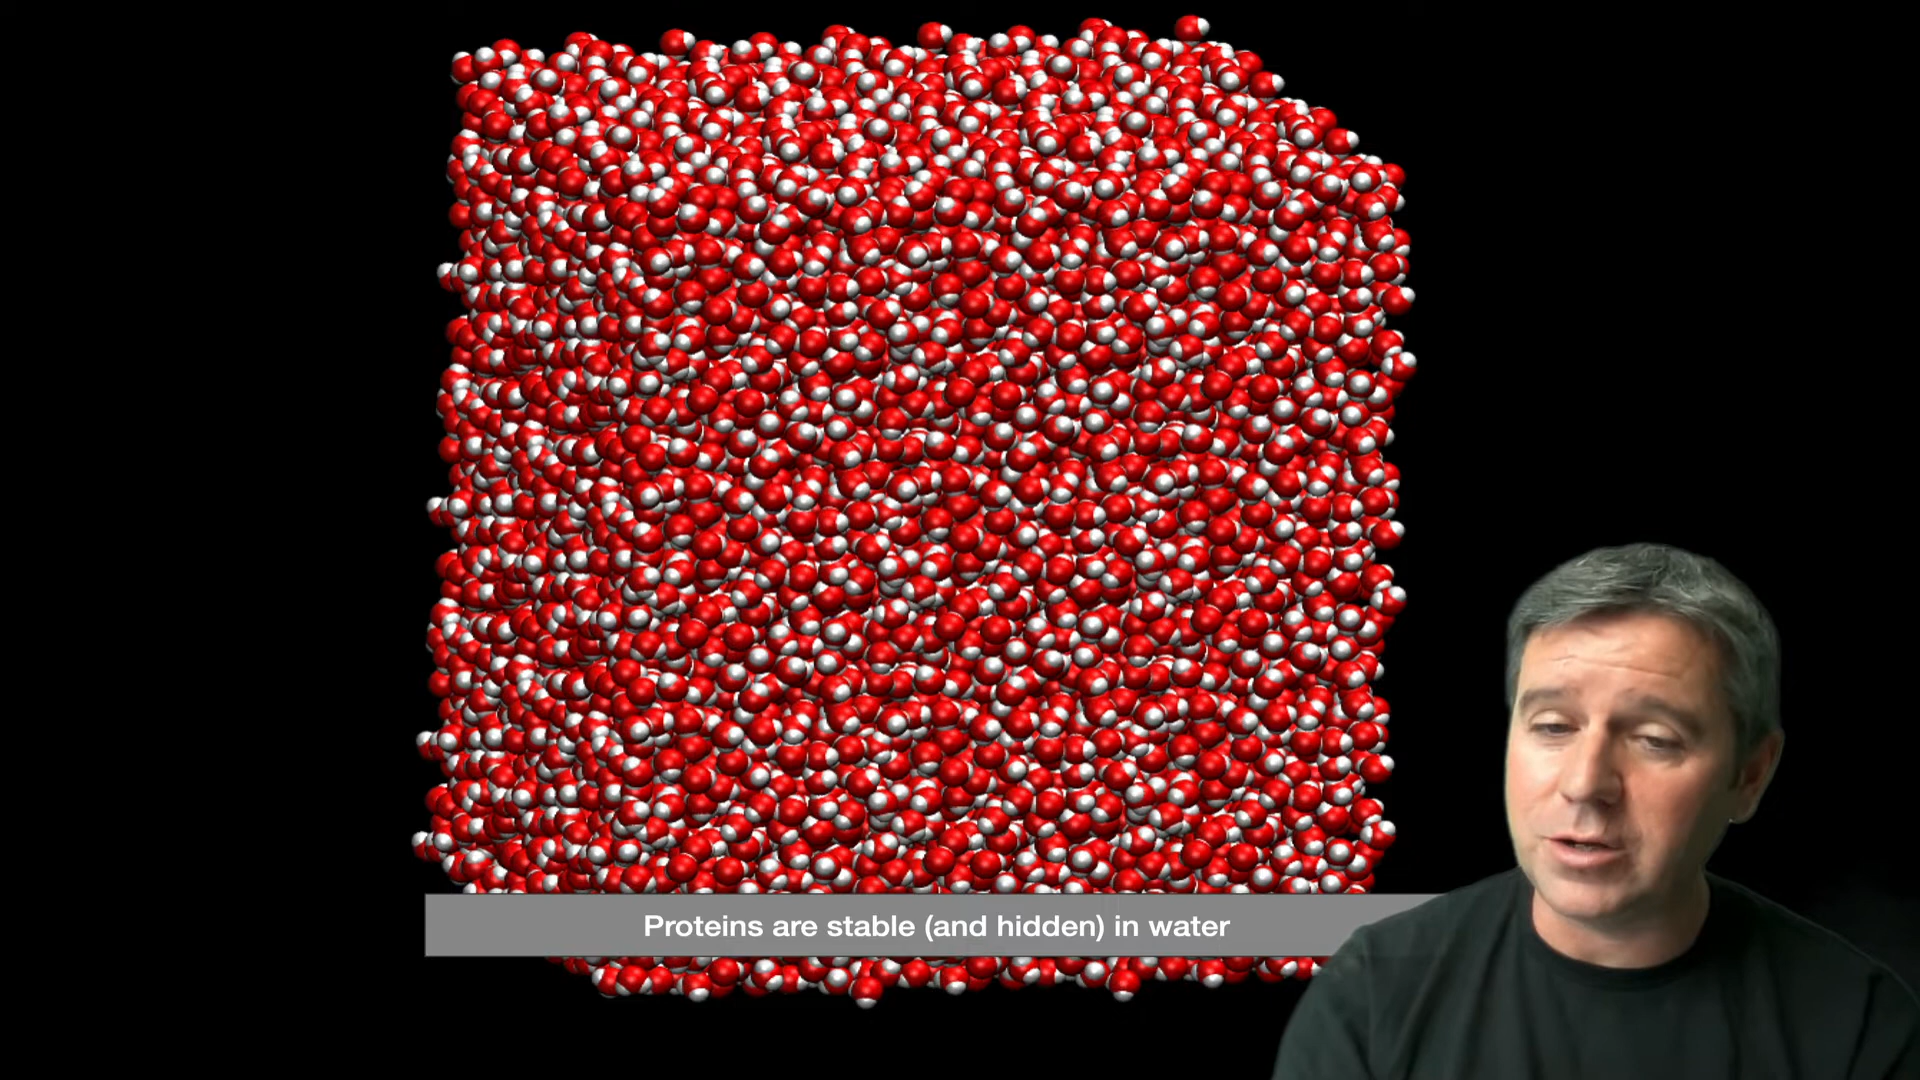 Proteins are stable (and hidden) in water